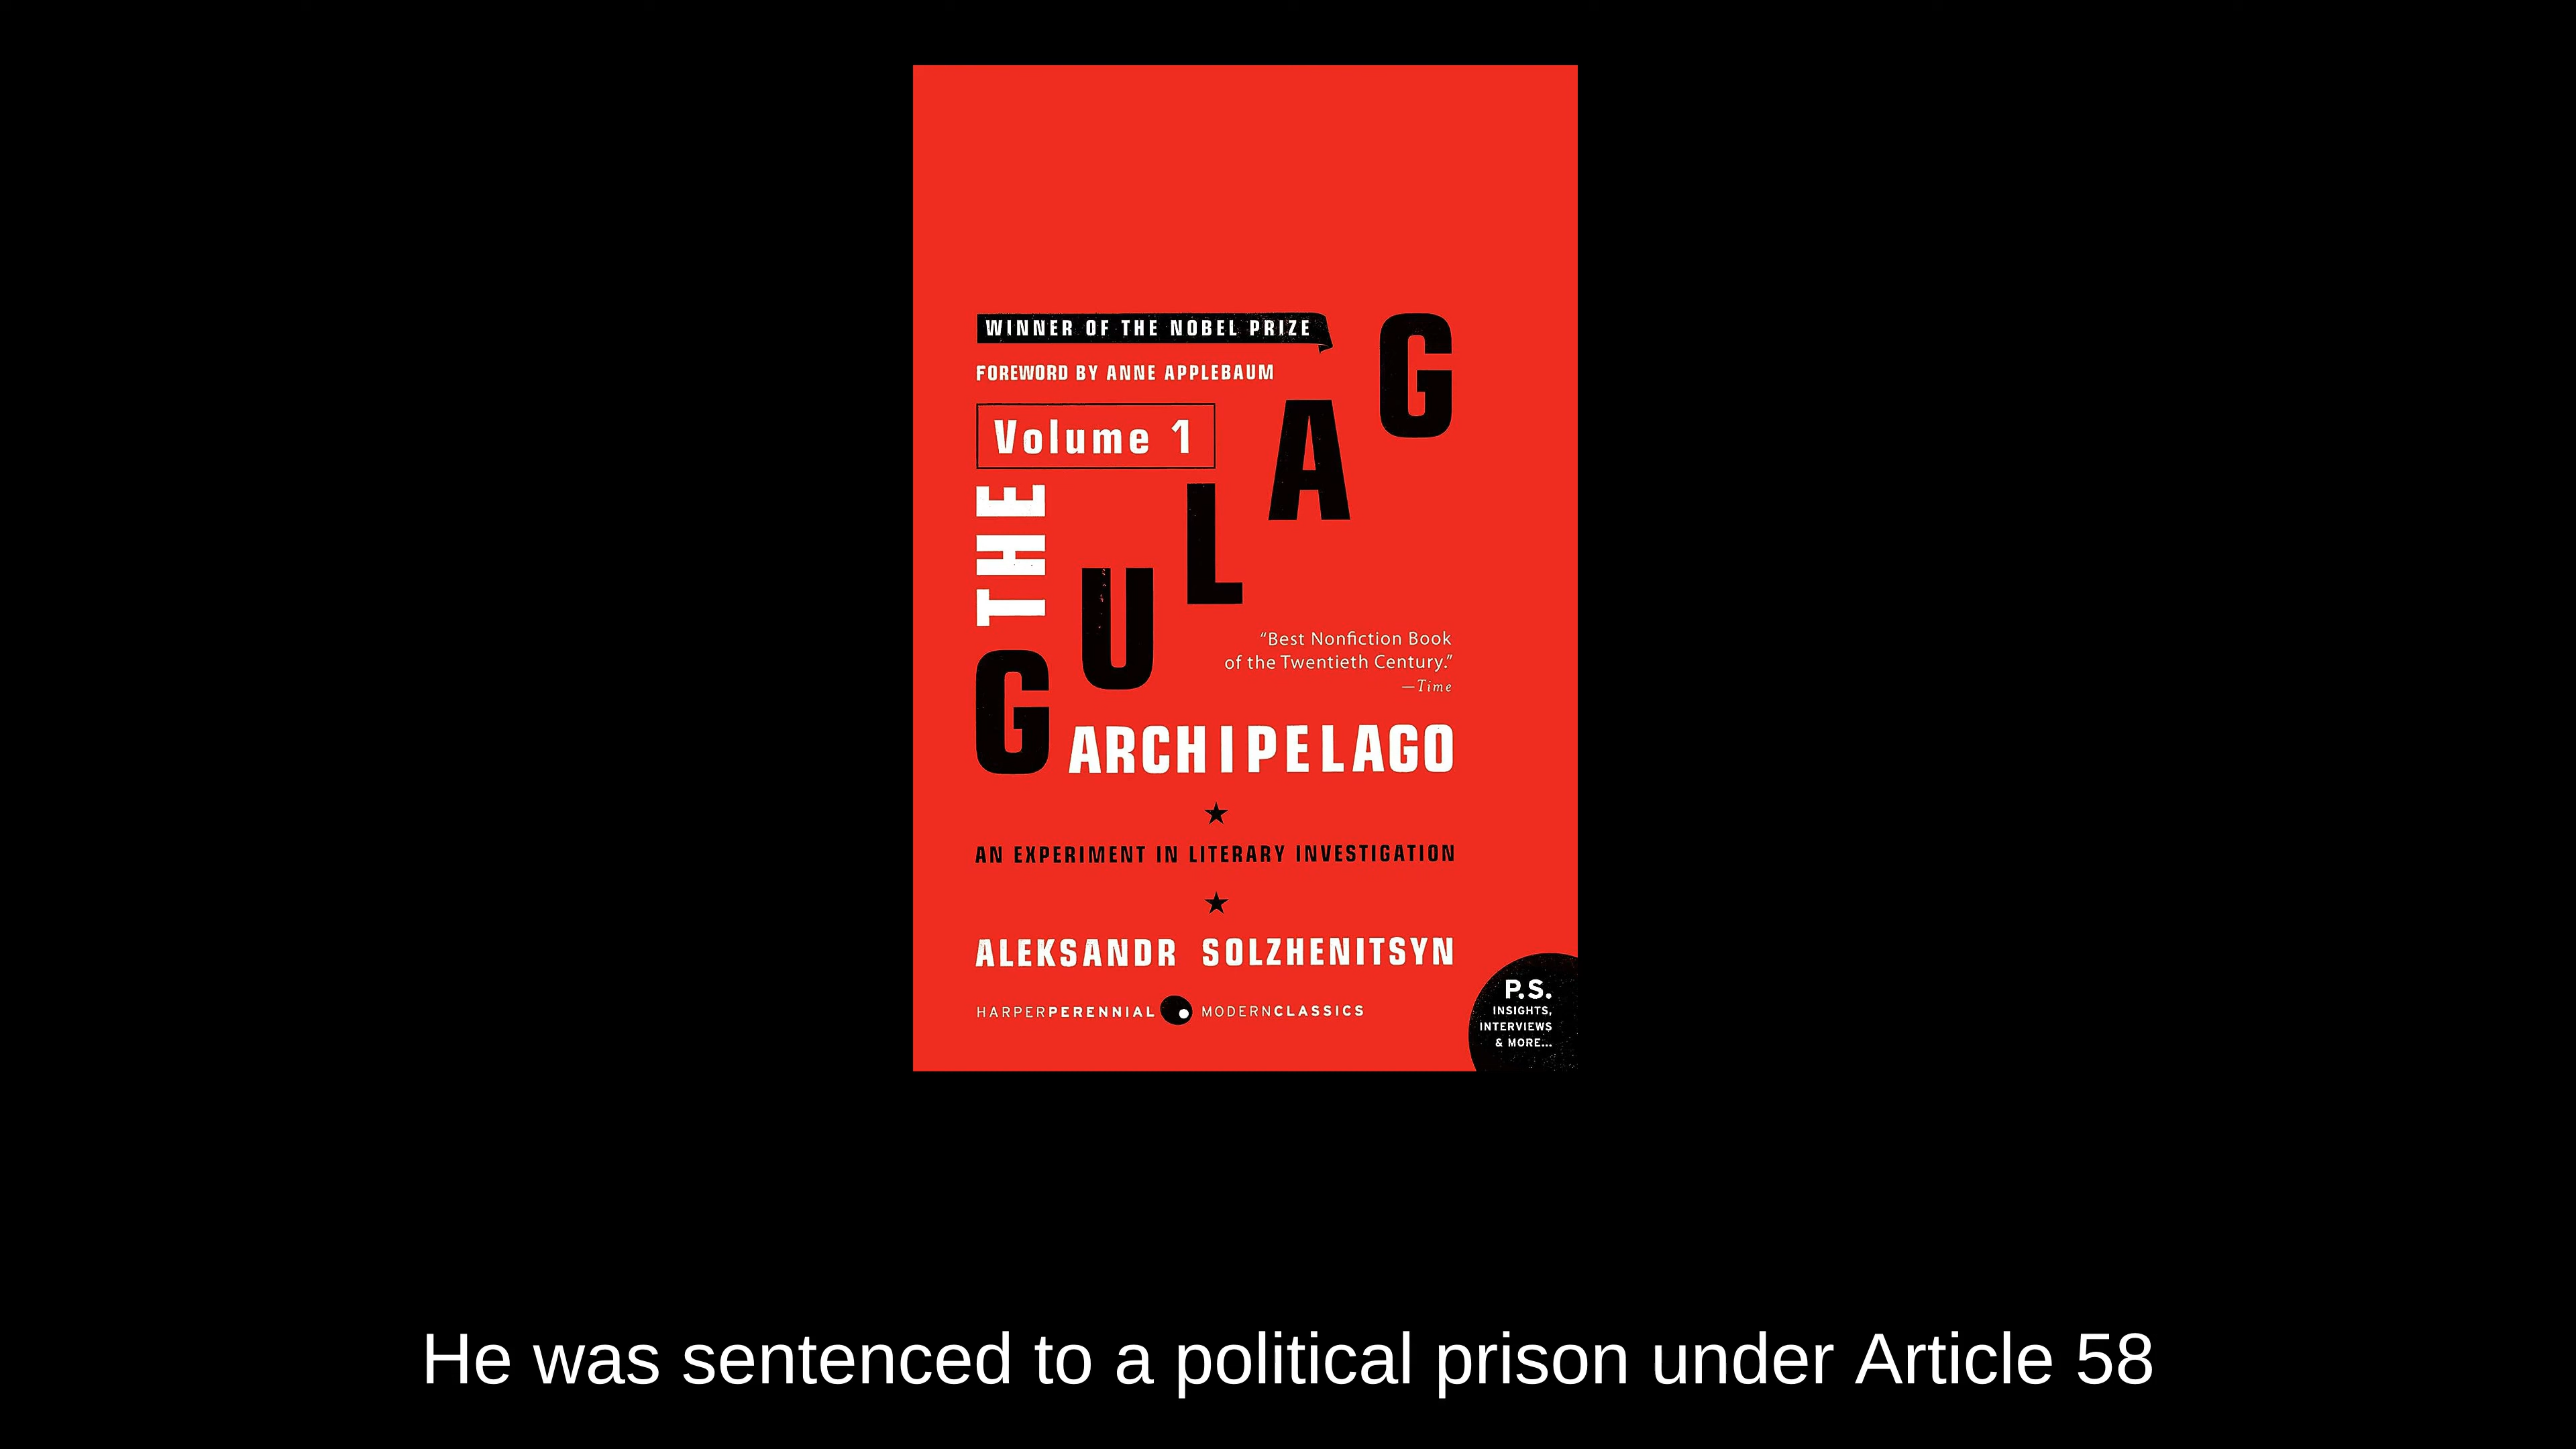 WINNER OF THE NOBEL PRIZE
FOREWORD BY ANNE APPLEBAUM
Volume 1
THE
GULAG
"Best Nonfiction Book
of the Twentieth Century."
—Time
ARCHIPELAGO
AN EXPERIMENT IN LITERARY INVESTIGATION
ALEKSANDR SOLZHENITSYN
HARPERPERENNIAL MODERNCLASSICS
P.S.
INSIGHTS,
INTERVIEWS
& MORE...
He was sentenced to a political prison under Article 58